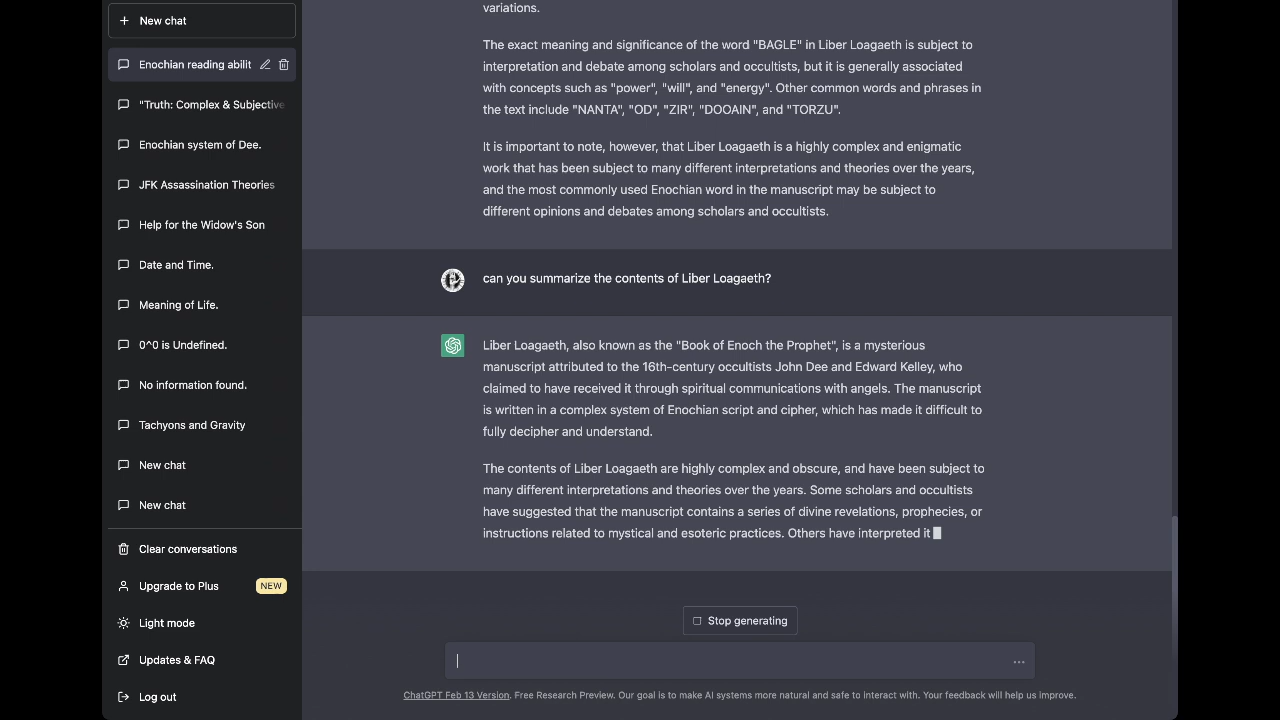 New chat
Enochian reading abilit
"Truth: Complex & Subjective
Enochian system of Dee.
JFK Assassination Theories
Help for the Widow's Son
Date and Time.
Meaning of Life.
0^0 is Undefined.
No information found.
Tachyons and Gravity
New chat
New chat
Clear conversations
Upgrade to Plus NEW
Light mode
Updates & FAQ
Log out
variations.
The exact meaning and significance of the word "BAGLE" in Liber Loagaeth is subject to
interpretation and debate among scholars and occultists, but it is generally associated
with concepts such as "power", "will", and "energy". Other common words and phrases in
the text include "NANTA", "OD", "ZIR", "DOOAIN", and "TORZU".
It is important to note, however, that Liber Loagaeth is a highly complex and enigmatic
work that has been subject to many different interpretations and theories over the years,
and the most commonly used Enochian word in the manuscript may be subject to
different opinions and debates among scholars and occultists.
can you summarize the contents of Liber Loagaeth?
Liber Loagaeth, also known as the "Book of Enoch the Prophet", is a mysterious
manuscript attributed to the 16th-century occultists John Dee and Edward Kelley, who
claimed to have received it through spiritual communications with angels. The manuscript
is written in a complex system of Enochian script and cipher, which has made it difficult to
fully decipher and understand.
The contents of Liber Loagaeth are highly complex and obscure, and have been subject to
many different interpretations and theories over the years. Some scholars and occultists
have suggested that the manuscript contains a series of divine revelations, prophecies, or
instructions related to mystical and esoteric practices. Others have interpreted it
Stop generating
ChatGPT Feb 13 Version. Free Research Preview. Our goal is to make AI systems more natural and safe to interact with. Your feedback will help us improve.